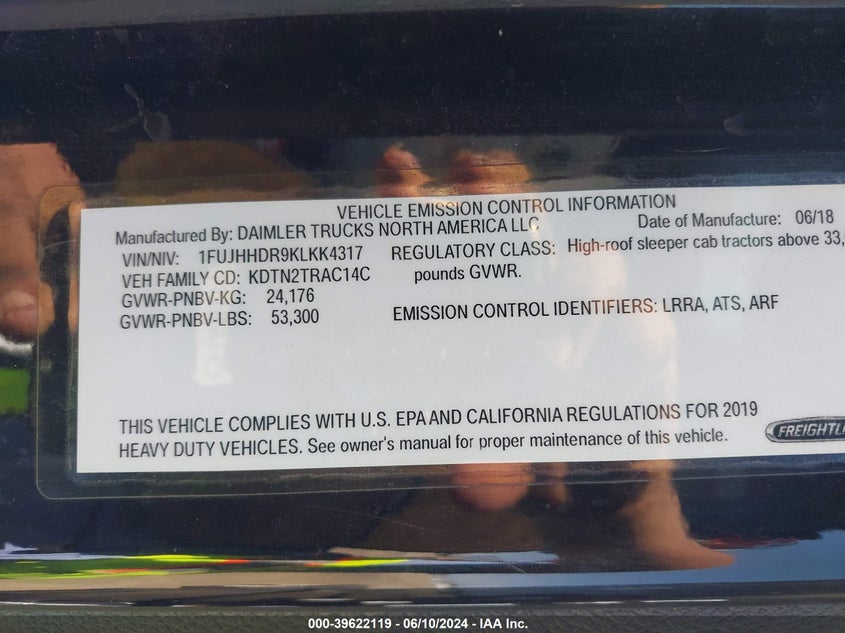 VEHICLE EMISSION CONTROL INFORMATION
Manufactured By: DAIMLER TRUCKS NORTH AMERICA LLC Date of Manufacture: 06/18
VIN/NIV: 1FUJHHDR9KLKK4317 REGULATORY CLASS: High-roof sleeper cab tractors above 33,
VEH FAMILY CD: KDTN2TRAC14C pounds GVWR.
GVWR-PNBV-KG: 24,176
GVWR-PNBV-LBS: 53,300 EMISSION CONTROL IDENTIFIERS: LRRA, ATS, ARF
THIS VEHICLE COMPLIES WITH U.S. EPA AND CALIFORNIA REGULATIONS FOR 2019
HEAVY DUTY VEHICLES. See owner's manual for proper maintenance of this vehicle.
FREIGHTL
000-39622119 - 06/10/2024 - IAA Inc.